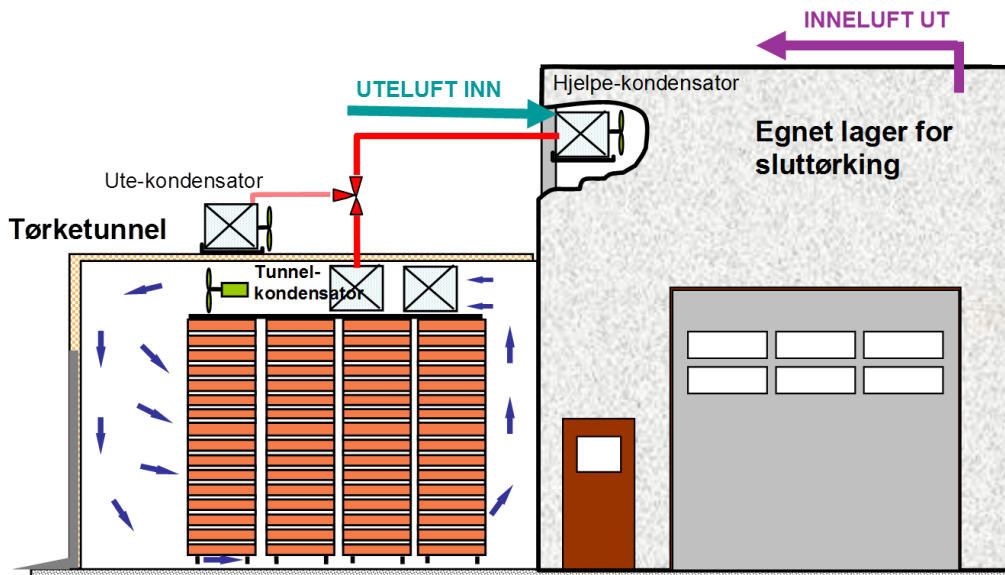 INNELUFT UT
UTELUFT INN
Hjelpe-kondensator
Egnet lager for
sluttørking
Ute-kondensator
Tørketunnel
Tunnel-
kondensator